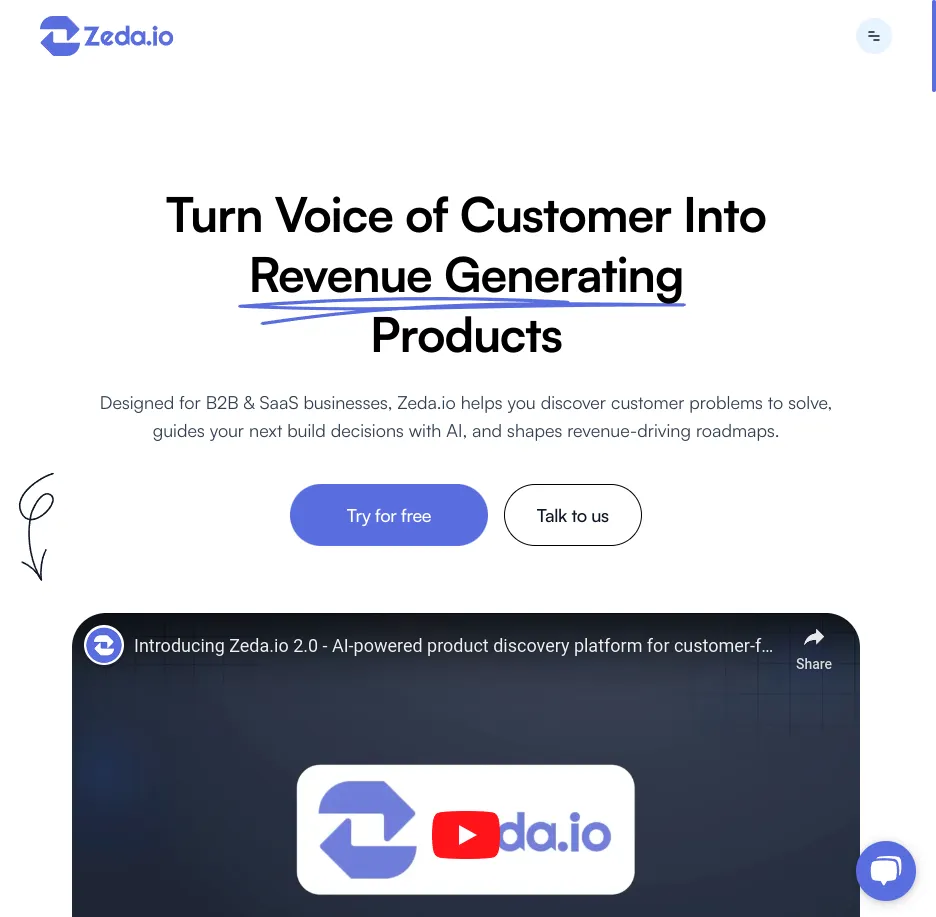 Zeda.io
Turn Voice of Customer Into
Revenue Generating
Products
Designed for B2B & SaaS businesses, Zeda.io helps you discover customer problems to solve,
guides your next build decisions with AI, and shapes revenue-driving roadmaps.
Try for free
Talk to us
Introducing Zeda.io 2.0 - AI-powered product discovery platform for customer-f...
Share
da.io